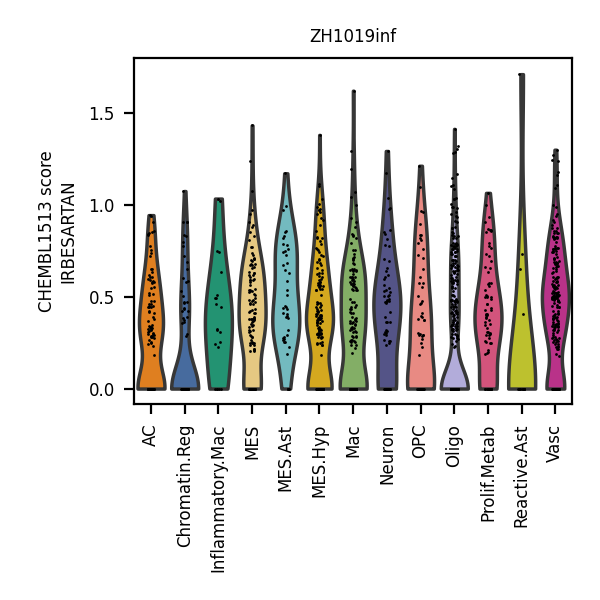 ZH1019inf
CHEMBL1513 score
IRBESARTAN
1.5
1.0
0.5
0.0
AC
Chromatin.Reg
Inflammatory.Mac
MES
MES.Ast
MES.Hyp
Mac
Neuron
OPC
Oligo
Prolif.Metab
Reactive.Ast
Vasc